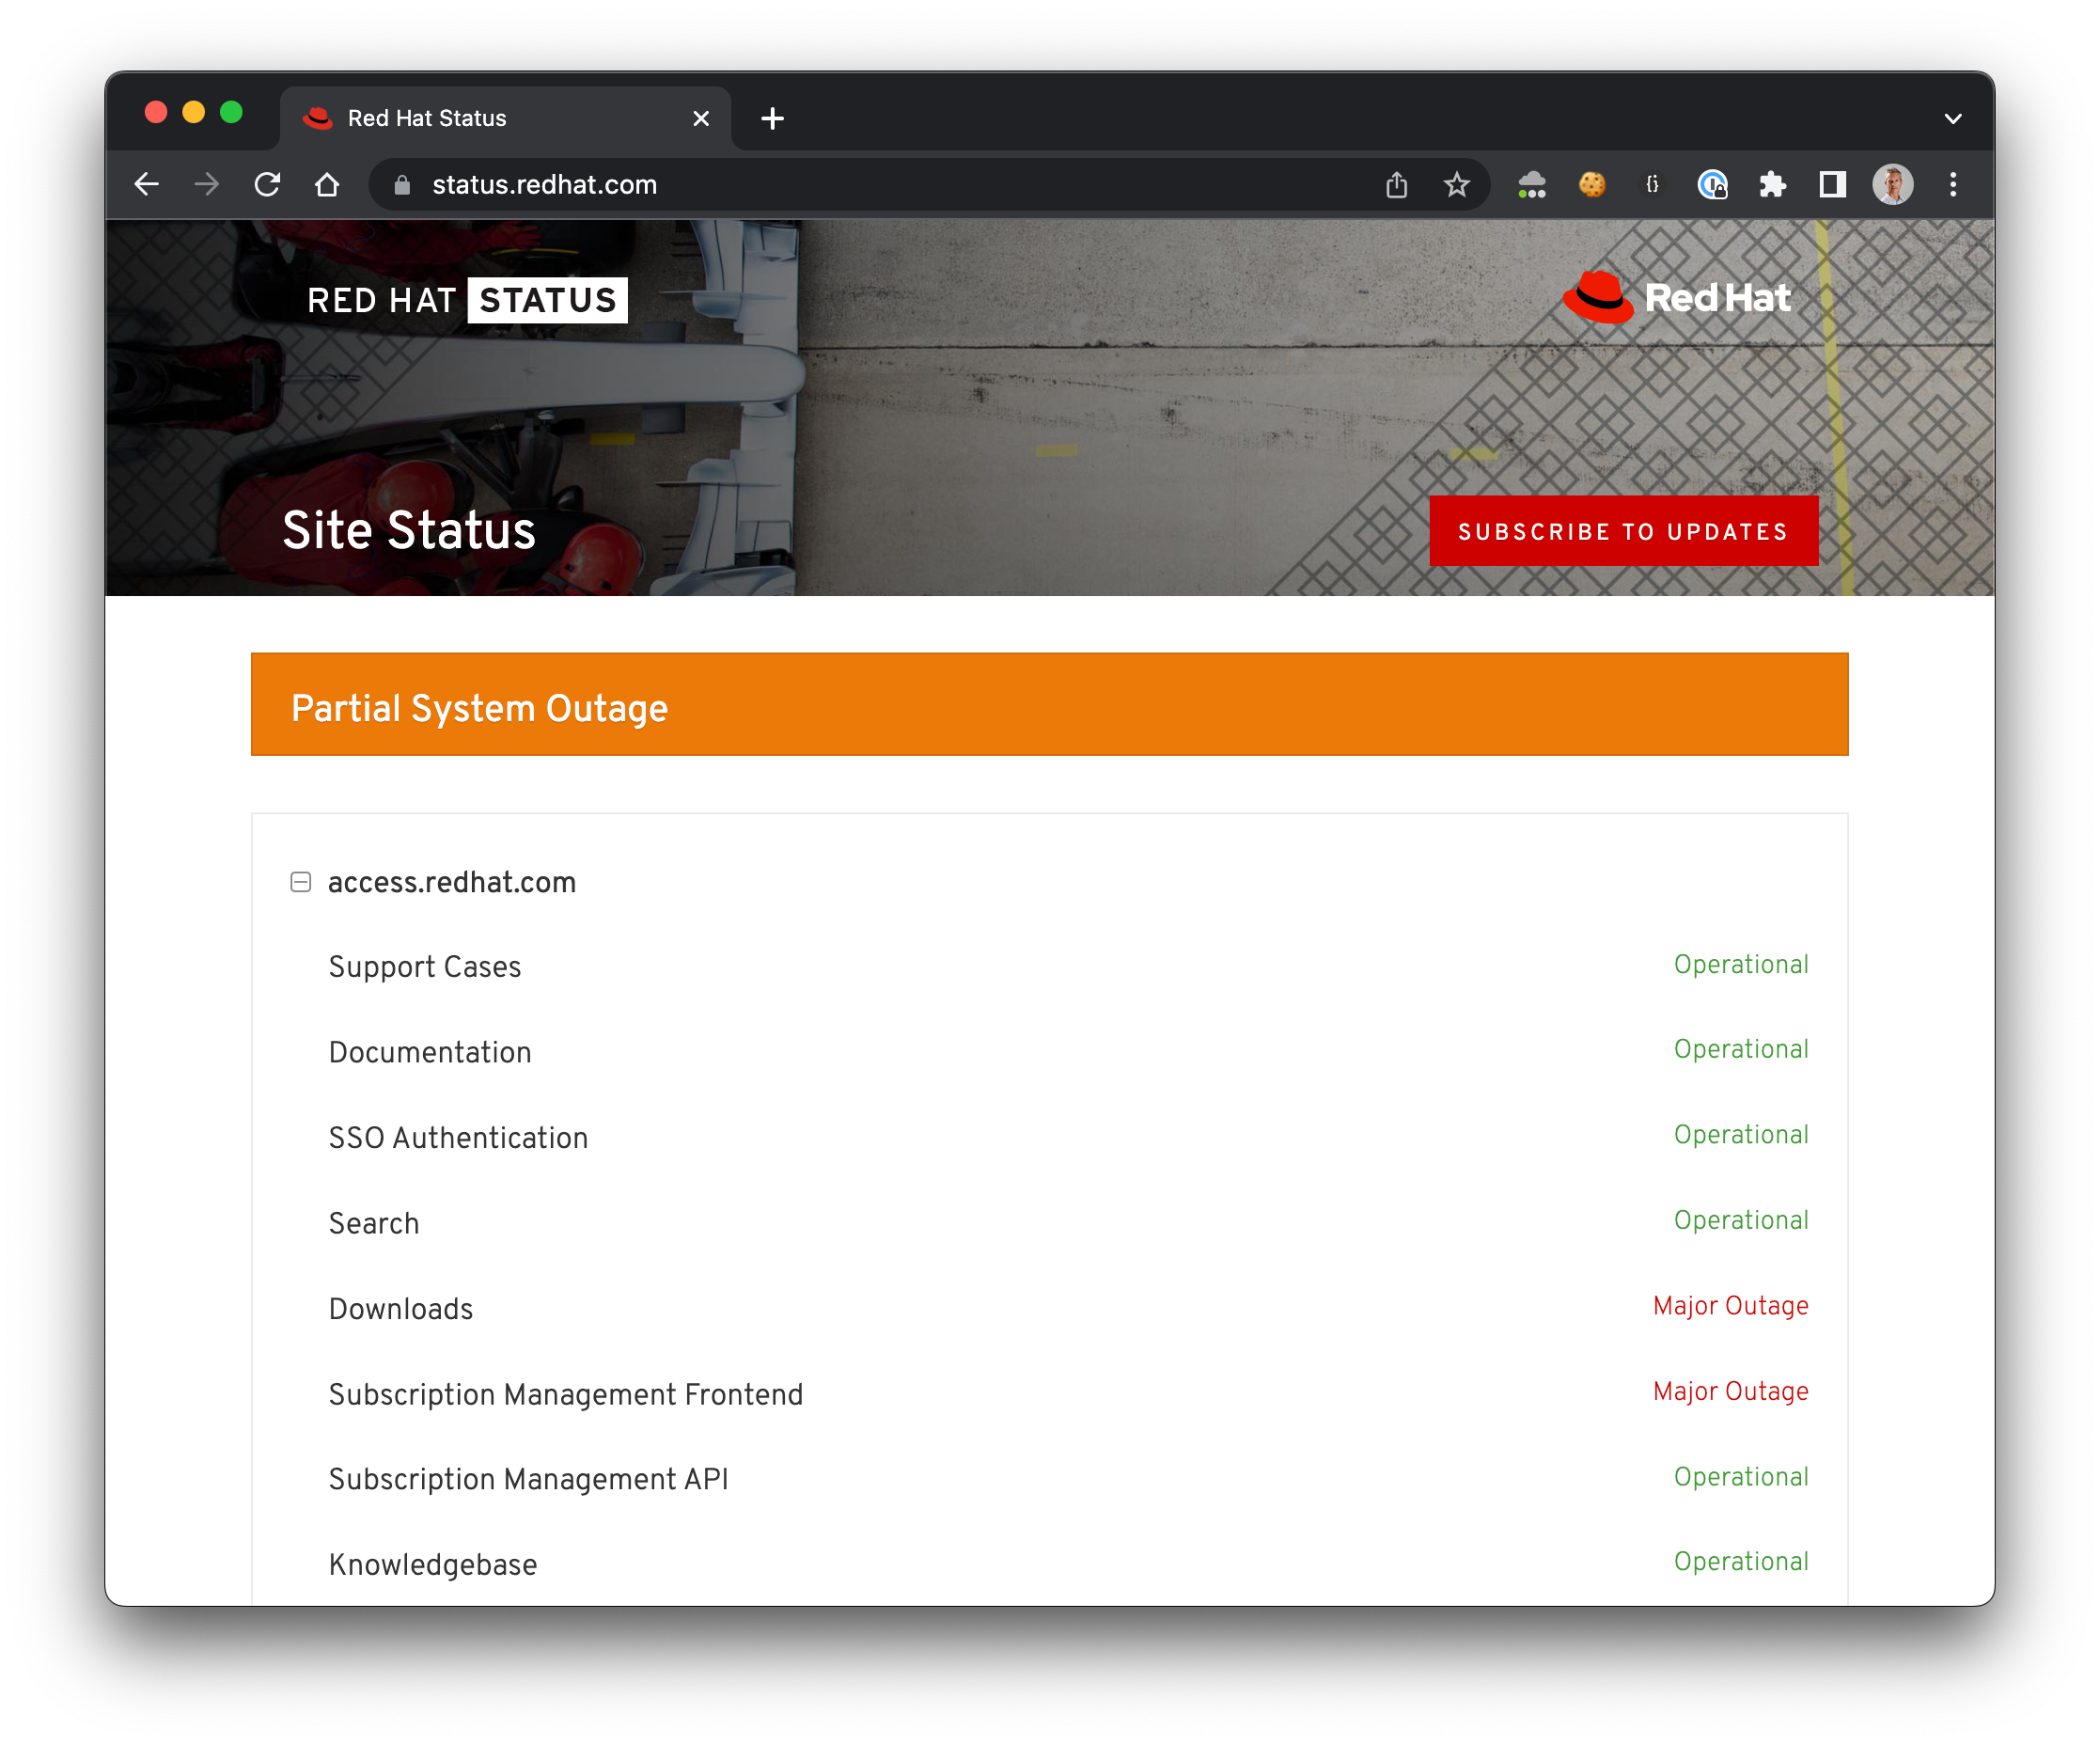 Red Hat Status
status.redhat.com
RED HAT STATUS
Red Hat
Site Status
SUBSCRIBE TO UPDATES
Partial System Outage
access.redhat.com
Support Cases Operational
Documentation Operational
SSO Authentication Operational
Search Operational
Downloads Major Outage
Subscription Management Frontend Major Outage
Subscription Management API Operational
Knowledgebase Operational